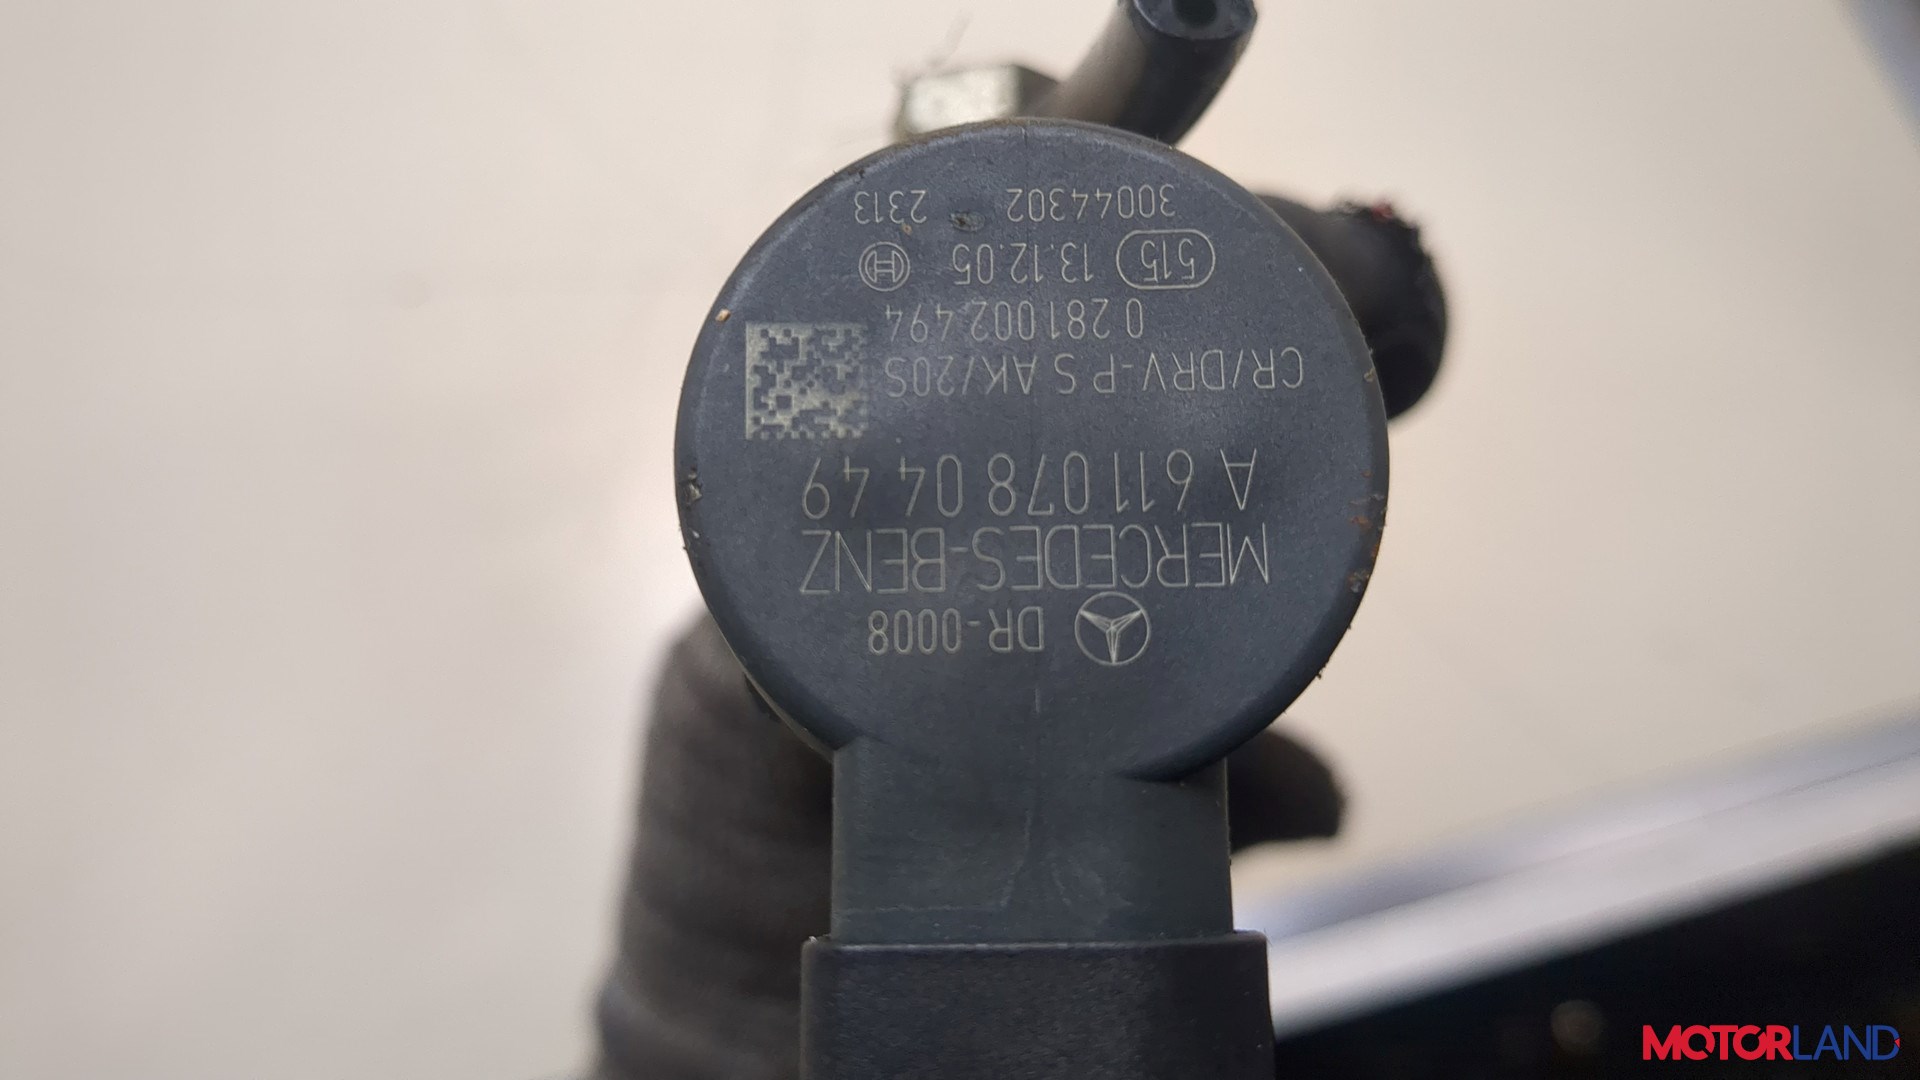 DR-0008
MERCEDES-BENZ
A 611 078 04 49
CR/DRV-P S AK/20S
0 281 002 494
515 13.12.05
30044302 2313
MOTORLAND